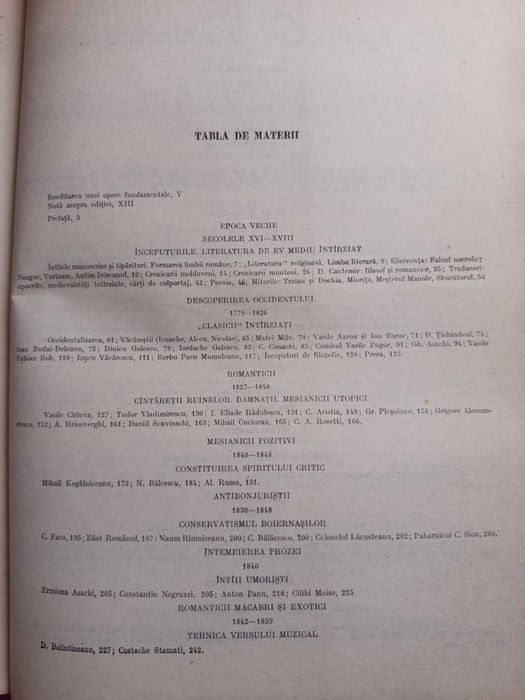 TABLA DE MATERII
Reeditarea unei opere fundamentale, V
Notă asupra ediției, XIII
Prefață, 3
EPOCA VECHE
SECOLELE XVI—XVIII
ÎNCEPUTURILE. LITERATURA DE EV MEDIU ÎNTÎRZIAT
Întîiele manuscrise și tipărituri. Formarea limbii române, 7; „Literatura” religioasă. Limba literară, 9; Elocvența: Falsul necrolog
Neagoe, Varlaam, Antim Ivireanul, 10; Cronicarii moldoveni, 14; Cronicarii munteni, 26; D. Cantemir: filosof și romancier, 35; Traduceri:
apocrife, medievalități întîrziate, cărți de colportaj, 42; Poezia, 46; Miturile: Traian și Dochia, Miorița, Meșterul Manole, Sburătorul, 56
DESCOPERIREA OCCIDENTULUI
1779—1826
„CLASICII” ÎNTÎRZIAȚI
Occidentalizarea, 61; Văcăreștii (Ienache, Alecu, Nicolae), 65; Matei Milu, 70; Vasile Aaron și Ion Barac, 71; D. Țichindeal, 74;
Ioan Budai-Deleanu, 75; Dinicu Golescu, 79; Iordache Golescu, 83; C. Conachi, 85; Comisul Vasile Pogor, 91; Gh. Asachi, 94; Vasile
Fabian Bob, 110; Iancu Văcărescu, 111; Barbu Paris Mumuleanu, 117; Începuturi de filozofie, 120; Presa, 123.
ROMANTICII
1827—1848
CÎNTĂREȚII RUINELOR. DAMNAȚII. MESIANICII UTOPICI
Vasile Cîrlova, 127; Tudor Vladimirescu, 130; I. Eliade Rădulescu, 131; C. Aristia, 149; Gr. Pleșoianu, 151; Grigore Alexan-
drescu, 152; A. Hrisoverghi, 161; Daniil Scavinschi, 163; Mihail Cuciuran, 165; C. A. Rosetti, 166.
MESIANICII POZITIVI
1840—1848
CONSTITUIREA SPIRITULUI CRITIC
Mihail Kogălniceanu, 173; N. Bălcescu, 184; Al. Russo, 191.
ANTIBONJURIȘTII
1830—1848
CONSERVATISMUL BOIERNAȘILOR
C. Faca, 195; Zilot Românul, 197; Naum Rîmniceanu, 200; C. Bălăcescu, 200; Colonelul Lăcusteanu, 202; Paharnicul C. Sion, 203.
ÎNTEMEIEREA PROZEI
1840
ÎNTÎII UMORIȘTI
Ermiona Asachi, 205; Constantin Negruzzi, 205; Anton Pann, 218; Cilibi Moise, 225.
ROMANTICII MACABRI ȘI EXOTICI
1842—1859
TEHNICA VERSULUI MUZICAL
D. Bolintineanu, 227; Costache Stamati, 242.